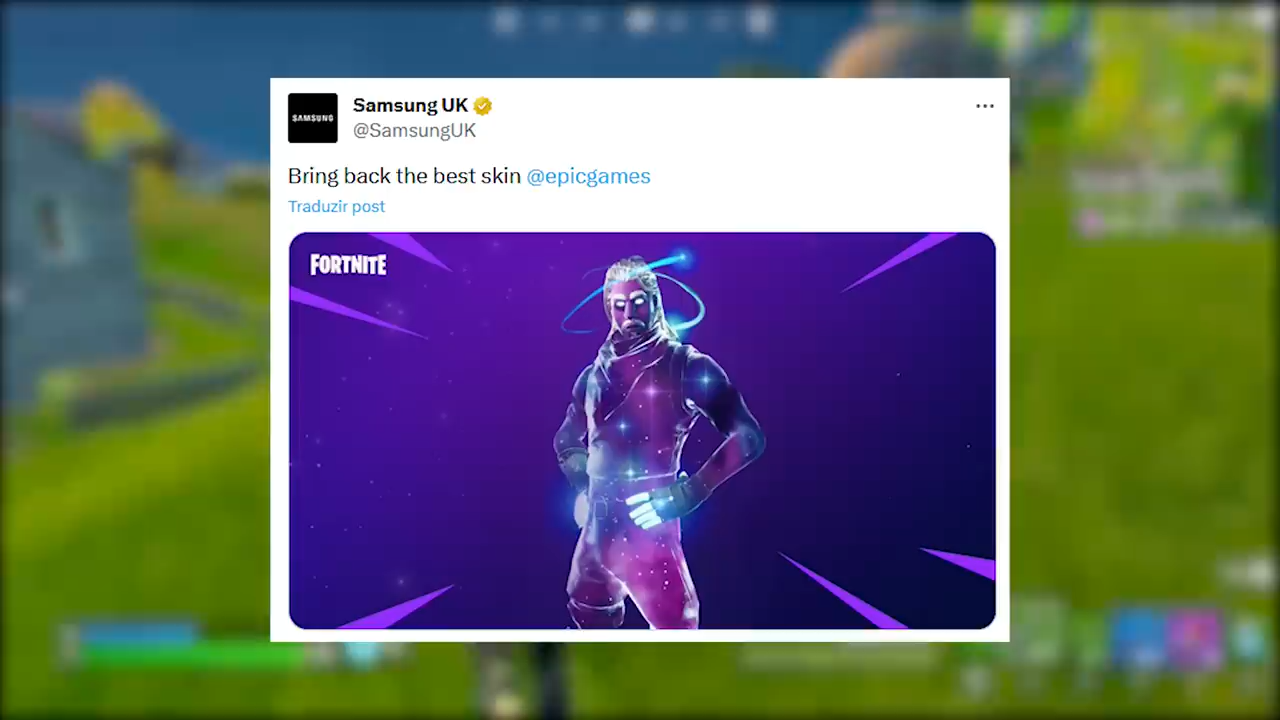 SAMSUNG
Samsung UK
@SamsungUK
Bring back the best skin @epicgames
Traduzir post
FORTNITE